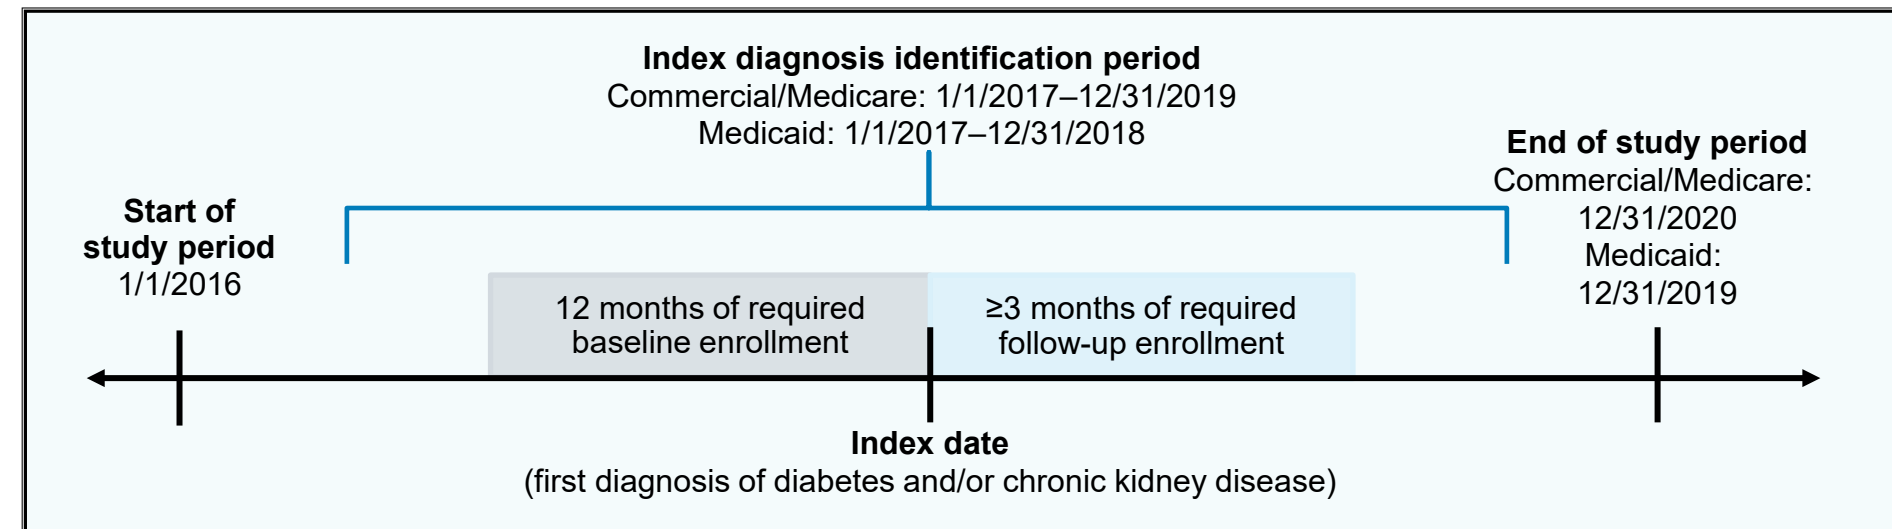 Index diagnosis identification period
Commercial/Medicare: 1/1/2017–12/31/2019
Medicaid: 1/1/2017–12/31/2018
Start of
study period
1/1/2016
End of study period
Commercial/Medicare:
12/31/2020
Medicaid:
12/31/2019
12 months of required
baseline enrollment
≥3 months of required
follow-up enrollment
Index date
(first diagnosis of diabetes and/or chronic kidney disease)